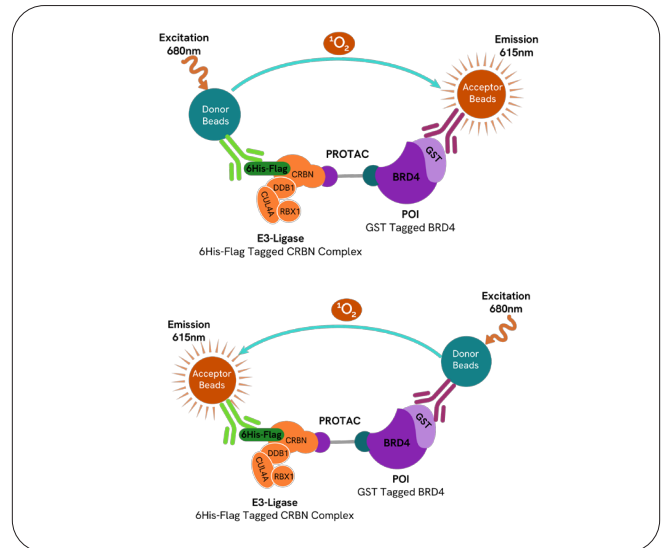 Excitation
680nm
¹O₂
Emission
615nm
Donor
Beads
Acceptor
Beads
PROTAC
GST
6His-Flag
CRBN
BRD4
DDB1
CUL4A
RBX1
POI
GST Tagged BRD4
E3-Ligase
6His-Flag Tagged CRBN Complex
Excitation
680nm
¹O₂
Emission
615nm
Donor
Beads
Acceptor
Beads
PROTAC
GST
6His-Flag
CRBN
BRD4
DDB1
CUL4A
RBX1
POI
GST Tagged BRD4
E3-Ligase
6His-Flag Tagged CRBN Complex